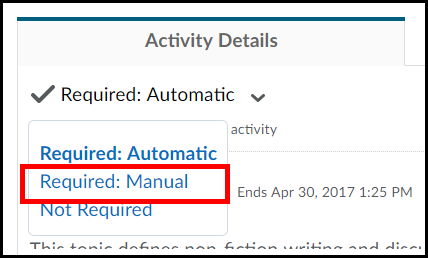 Activity Details
Required: Automatic
activity
Required: Automatic
Required: Manual
Ends Apr 30, 2017 1:25 PM
Not Required
This topic defines non-fiction writing and